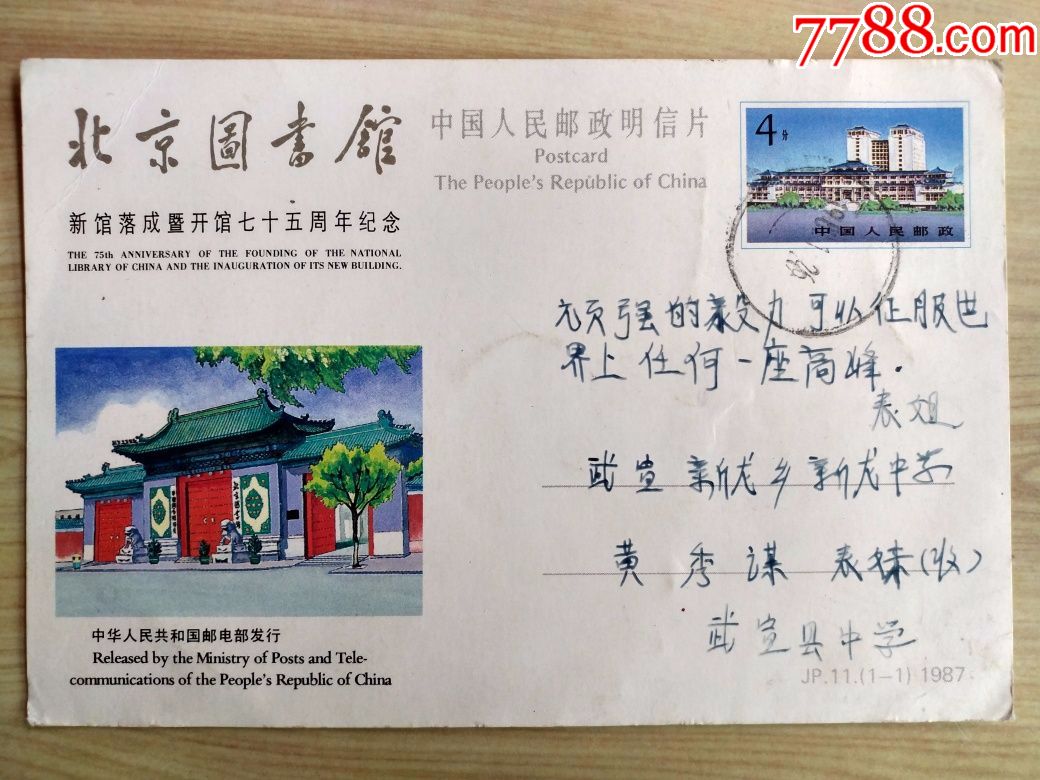 7788.com
北京圖書館
新馆落成暨开馆七十五周年纪念
THE 75th ANNIVERSARY OF THE FOUNDING OF THE NATIONAL
LIBRARY OF CHINA AND THE INAUGURATION OF ITS NEW BUILDING.
中国人民邮政明信片
Postcard
The People's Republic of China
4分
中国人民邮政
顽强的毅力可以征服世
界上任何一座高峰.
表姐
武宣 新龙乡新龙中学
黄秀谋 表妹(收)
武宣县中学
中华人民共和国邮电部发行
Released by the Ministry of Posts and Tele-
communications of the People's Republic of China
JP.11.(1-1) 1987